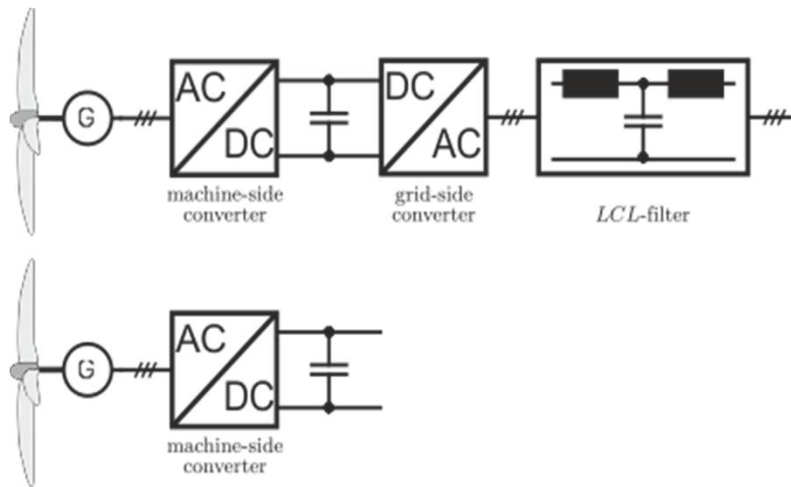 G
AC
DC
machine-side
converter
DC
AC
grid-side
converter
LCL-filter
G
AC
DC
machine-side
converter